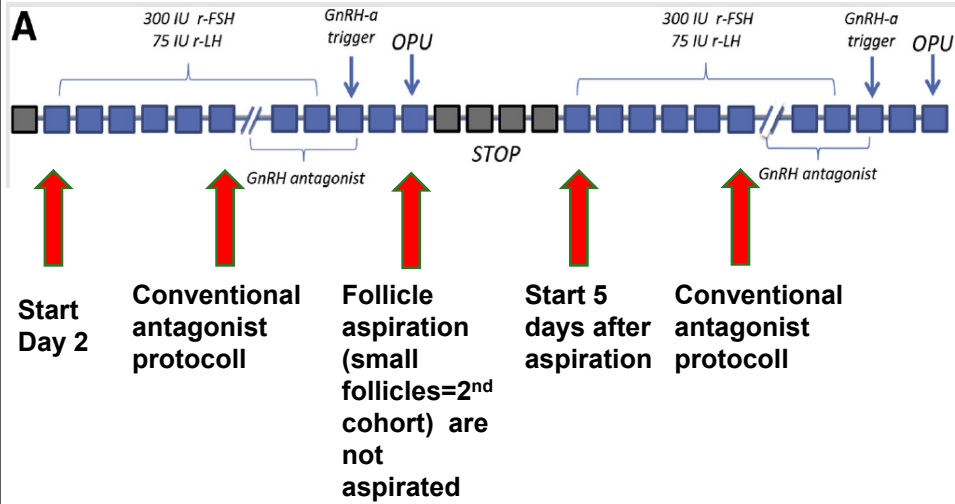 A
300 IU r-FSH
75 IU r-LH
GnRH-a
trigger
OPU
300 IU r-FSH
75 IU r-LH
GnRH-a
trigger
OPU
STOP
GnRH antagonist
GnRH antagonist
Start
Day 2
Conventional
antagonist
protocoll
Follicle
aspiration
(small
follicles=2nd
cohort) are
not
aspirated
Start 5
days after
aspiration
Conventional
antagonist
protocoll